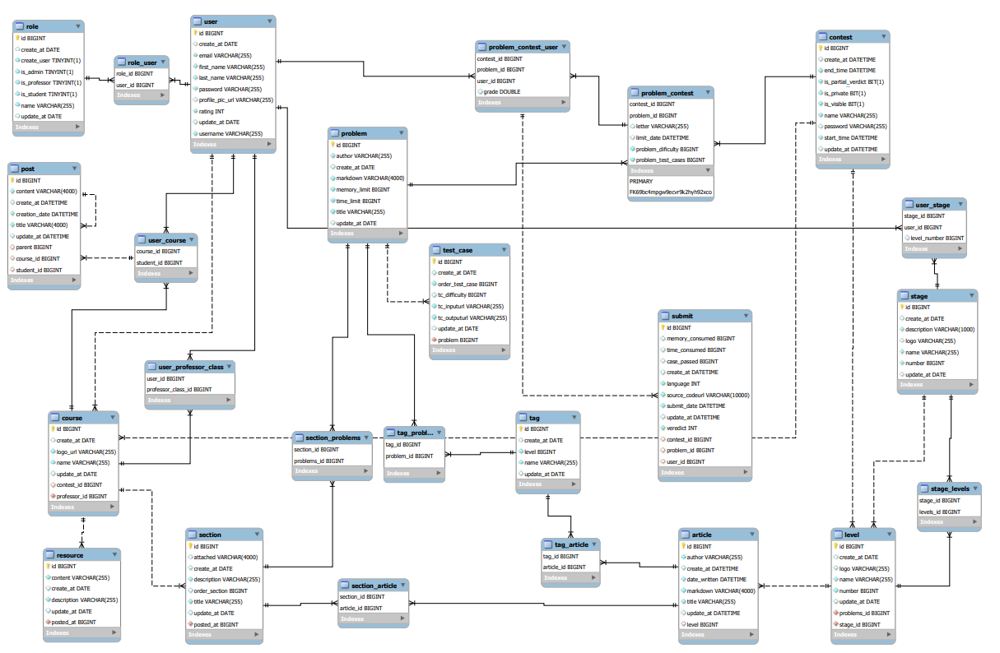 role
id BIGINT
create_at DATE
create_user TINYINT(1)
is_admin TINYINT(1)
is_professor TINYINT(1)
is_student TINYINT(1)
name VARCHAR(255)
update_at DATE
Indexes
role_user
role_id BIGINT
user_id BIGINT
Indexes
user
id BIGINT
create_at DATE
email VARCHAR(255)
first_name VARCHAR(255)
last_name VARCHAR(255)
password VARCHAR(255)
profile_pic_url VARCHAR(255)
rating INT
update_at DATE
username VARCHAR(255)
Indexes
problem_contest_user
contest_id BIGINT
problem_id BIGINT
user_id BIGINT
grade DOUBLE
Indexes
problem_contest
contest_id BIGINT
problem_id BIGINT
letter VARCHAR(255)
limit_date DATETIME
problem_dificulty BIGINT
problem_test_cases BIGINT
Indexes
PRIMARY
FK69bc4mpgw9ecvr9k2hyh92xco
contest
id BIGINT
create_at DATETIME
end_time DATETIME
is_partial_verdict BIT(1)
is_private BIT(1)
is_visible BIT(1)
name VARCHAR(255)
password VARCHAR(255)
start_time DATETIME
update_at DATETIME
Indexes
post
id BIGINT
content VARCHAR(4000)
create_at DATETIME
creation_date DATETIME
title VARCHAR(4000)
update_at DATETIME
parent BIGINT
course_id BIGINT
student_id BIGINT
Indexes
user_course
course_id BIGINT
student_id BIGINT
Indexes
problem
id BIGINT
author VARCHAR(255)
create_at DATE
markdown VARCHAR(4000)
memory_limit BIGINT
time_limit BIGINT
title VARCHAR(255)
update_at DATE
Indexes
user_stage
stage_id BIGINT
user_id BIGINT
level_number BIGINT
Indexes
test_case
id BIGINT
create_at DATE
order_test_case BIGINT
tc_difficulty BIGINT
tc_inputurl VARCHAR(255)
tc_outputurl VARCHAR(255)
update_at DATE
problem BIGINT
Indexes
stage
id BIGINT
create_at DATE
description VARCHAR(1000)
logo VARCHAR(255)
name VARCHAR(255)
number BIGINT
update_at DATE
Indexes
submit
id BIGINT
memory_consumed BIGINT
time_consumed BIGINT
case_passed BIGINT
create_at DATETIME
language INT
source_codeurl VARCHAR(10000)
submit_date DATETIME
update_at DATETIME
veredict INT
contest_id BIGINT
problem_id BIGINT
user_id BIGINT
Indexes
user_professor_class
user_id BIGINT
professor_class_id BIGINT
Indexes
course
id BIGINT
create_at DATE
logo_url VARCHAR(255)
name VARCHAR(255)
update_at DATE
contest_id BIGINT
professor_id BIGINT
Indexes
section_problems
section_id BIGINT
problems_id BIGINT
Indexes
tag_probl...
tag_id BIGINT
problem_id BIGINT
Indexes
tag
id BIGINT
create_at DATE
level BIGINT
name VARCHAR(255)
update_at DATE
Indexes
stage_levels
stage_id BIGINT
levels_id BIGINT
Indexes
resource
id BIGINT
content VARCHAR(255)
create_at DATE
description VARCHAR(255)
update_at DATE
posted_at BIGINT
Indexes
section
id BIGINT
attached VARCHAR(4000)
create_at DATE
description VARCHAR(255)
order_section BIGINT
title VARCHAR(255)
update_at DATE
posted_at BIGINT
Indexes
section_article
section_id BIGINT
article_id BIGINT
Indexes
tag_article
tag_id BIGINT
article_id BIGINT
Indexes
article
id BIGINT
author VARCHAR(255)
create_at DATETIME
date_written DATETIME
markdown VARCHAR(4000)
title VARCHAR(255)
update_at DATETIME
level BIGINT
Indexes
level
id BIGINT
create_at DATE
logo VARCHAR(255)
name VARCHAR(255)
number BIGINT
update_at DATE
problems_id BIGINT
stage_id BIGINT
Indexes